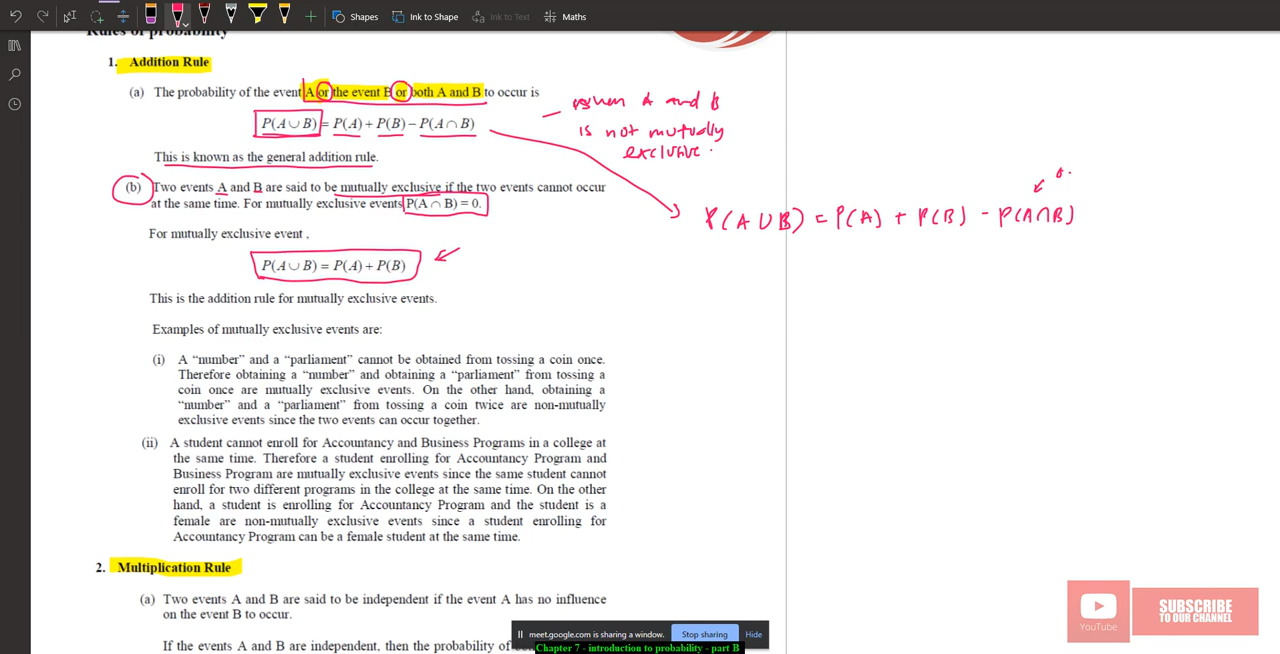 Shapes
Ink to Shape
Ink to Text
Maths
Rules of probability
1. Addition Rule
(a) The probability of the event A or the event B or both A and B to occur is
P(A ∪ B) = P(A) + P(B) − P(A ∩ B)
when A and B
is not mutually
exclusive.
This is known as the general addition rule.
(b) Two events A and B are said to be mutually exclusive if the two events cannot occur
at the same time. For mutually exclusive events P(A ∩ B) = 0.
For mutually exclusive event ,
P(A ∪ B) = P(A) + P(B)
0.
P(A ∪ B) = P(A) + P(B) - P(A∩B)
This is the addition rule for mutually exclusive events.
Examples of mutually exclusive events are:
(i) A “number” and a “parliament” cannot be obtained from tossing a coin once.
Therefore obtaining a “number” and obtaining a “parliament” from tossing a
coin once are mutually exclusive events. On the other hand, obtaining a
“number” and a “parliament” from tossing a coin twice are non-mutually
exclusive events since the two events can occur together.
(ii) A student cannot enroll for Accountancy and Business Programs in a college at
the same time. Therefore a student enrolling for Accountancy Program and
Business Program are mutually exclusive events since the same student cannot
enroll for two different programs in the college at the same time. On the other
hand, a student is enrolling for Accountancy Program and the student is a
female are non-mutually exclusive events since a student enrolling for
Accountancy Program can be a female student at the same time.
2. Multiplication Rule
(a) Two events A and B are said to be independent if the event A has no influence
on the event B to occur.
If the events A and B are independent, then the probability of
meet.google.com is sharing a window.
Stop sharing
Hide
Chapter 7 - introduction to probability - part B
YouTube
SUBSCRIBE
TO OUR CHANNEL